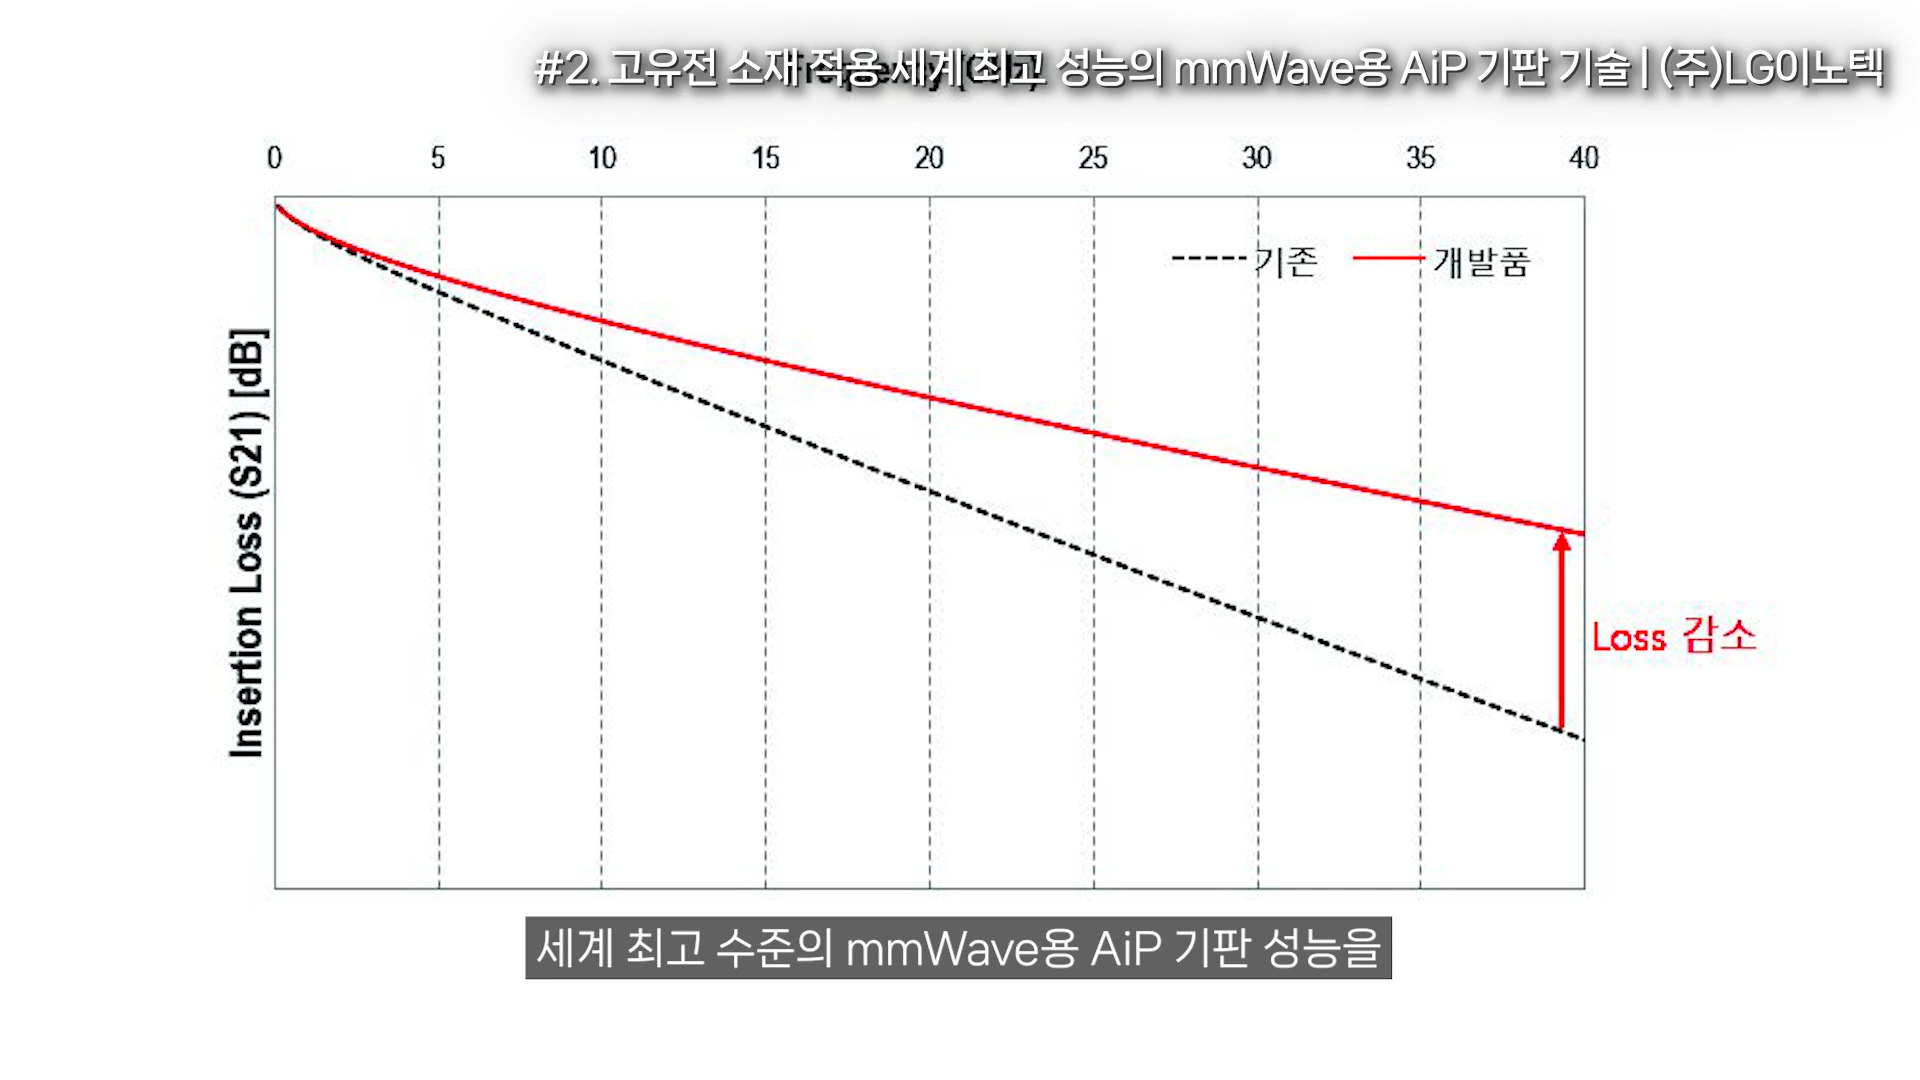 #2. 고유전 소재 적용 세계 최고 성능의 mmWave용 AiP 기판 기술 | (주)LG이노텍
0 5 10 15 20 25 30 35 40
기존 개발품
Insertion Loss (S21) [dB]
Loss 감소
세계 최고 수준의 mmWave용 AiP 기판 성능을